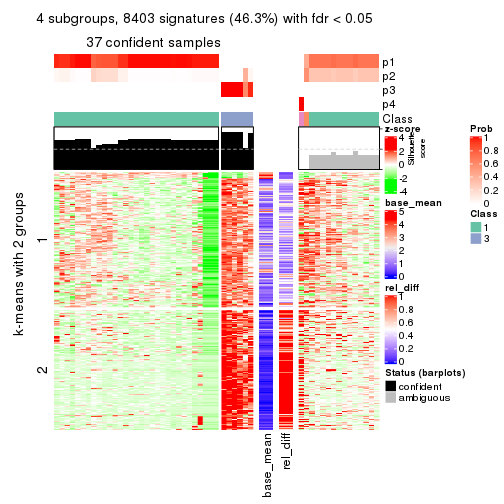 4 subgroups, 8403 signatures (46.3%) with fdr < 0.05
37 confident samples
p1
p2
p3
p4
Class
Silhouette score
k-means with 2 groups
1
2
base_mean
rel_diff
z-score
4
2
0
-2
-4
base_mean
5
4
3
2
1
0
rel_diff
1
0.8
0.6
0.4
0.2
0
Status (barplots)
confident
ambiguous
Prob
1
0.8
0.6
0.4
0.2
0
Class
1
3